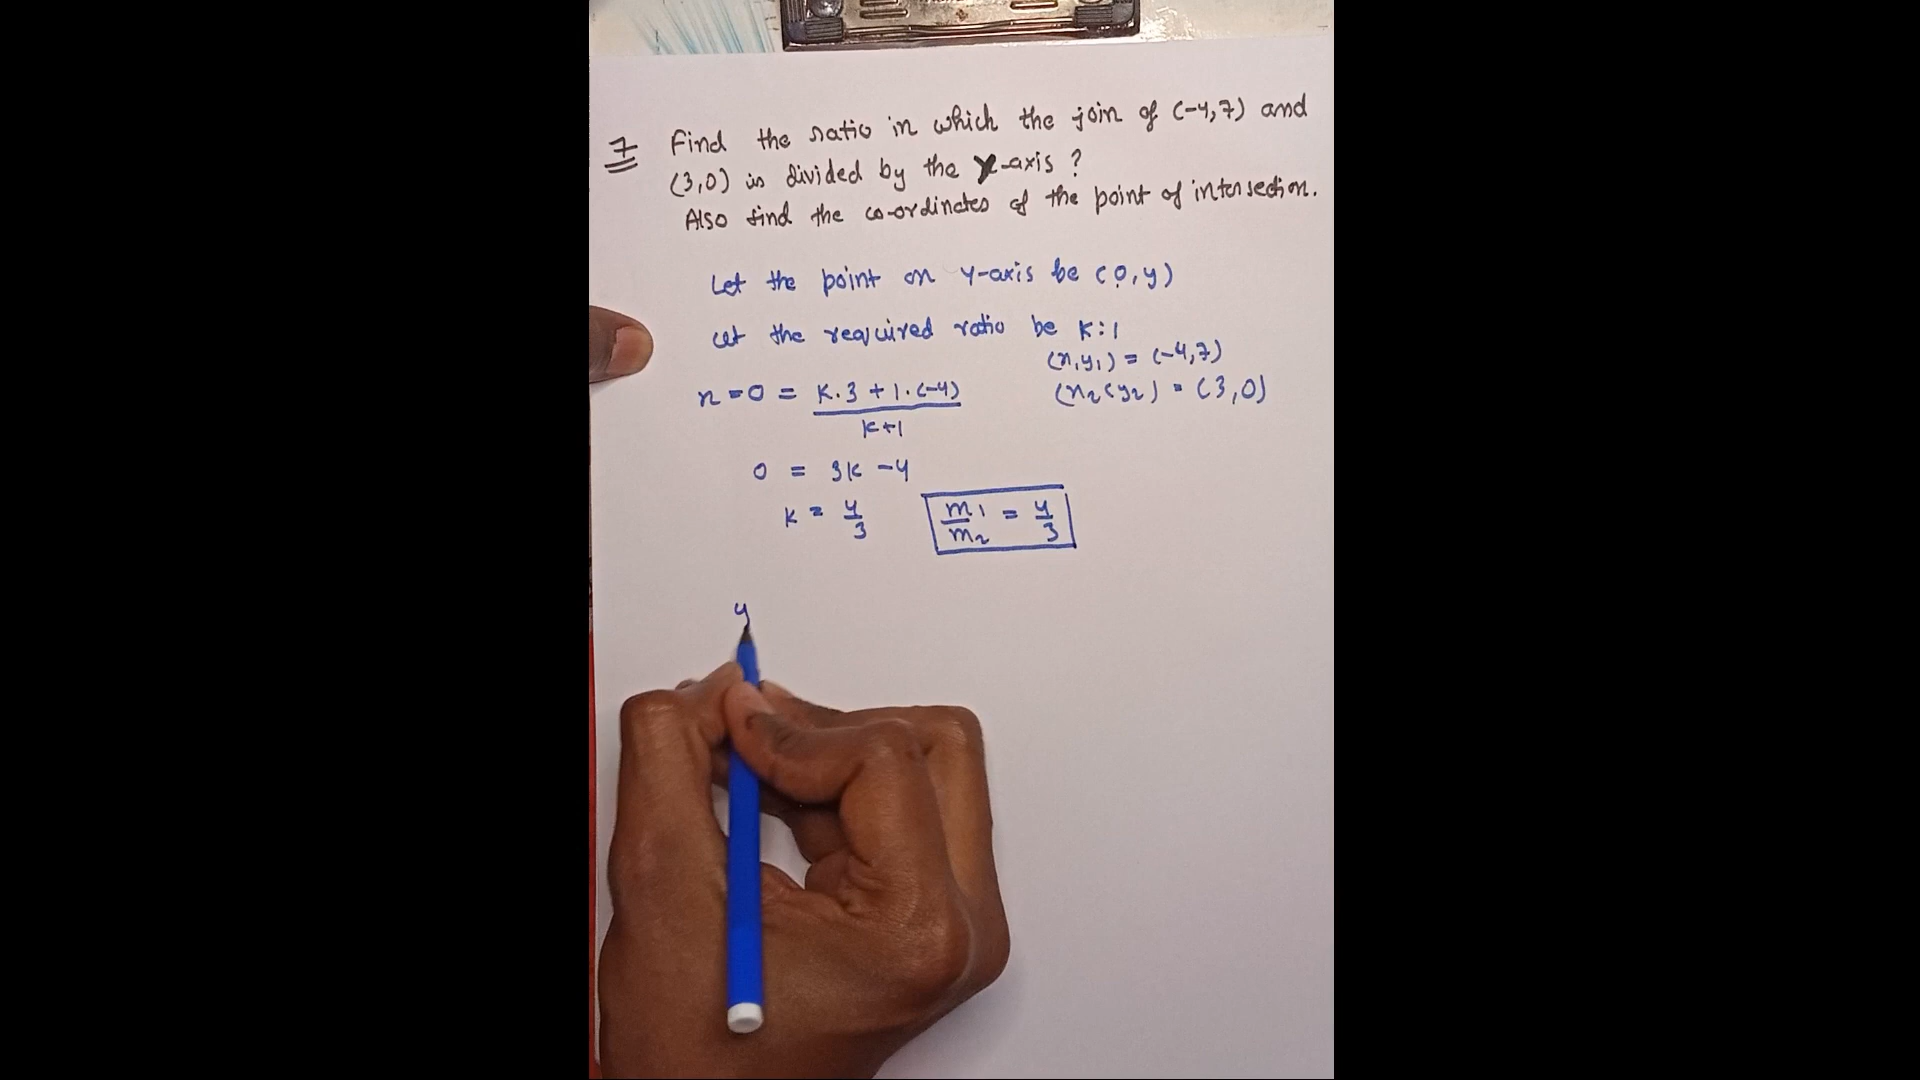 7 Find the ratio in which the join of (-4,7) and
(3,0) is divided by the Y-axis ?
Also find the co-ordinates of the point of intersection.
Let the point on Y-axis be (0,y)
Let the required ratio be K:1
(x1y1) = (-4,7)
x=0 = K.3+1.(-4) / K+1
(x2,y2) = (3,0)
0 = 3K -4
K = 4/3
m1/m2 = 4/3
y